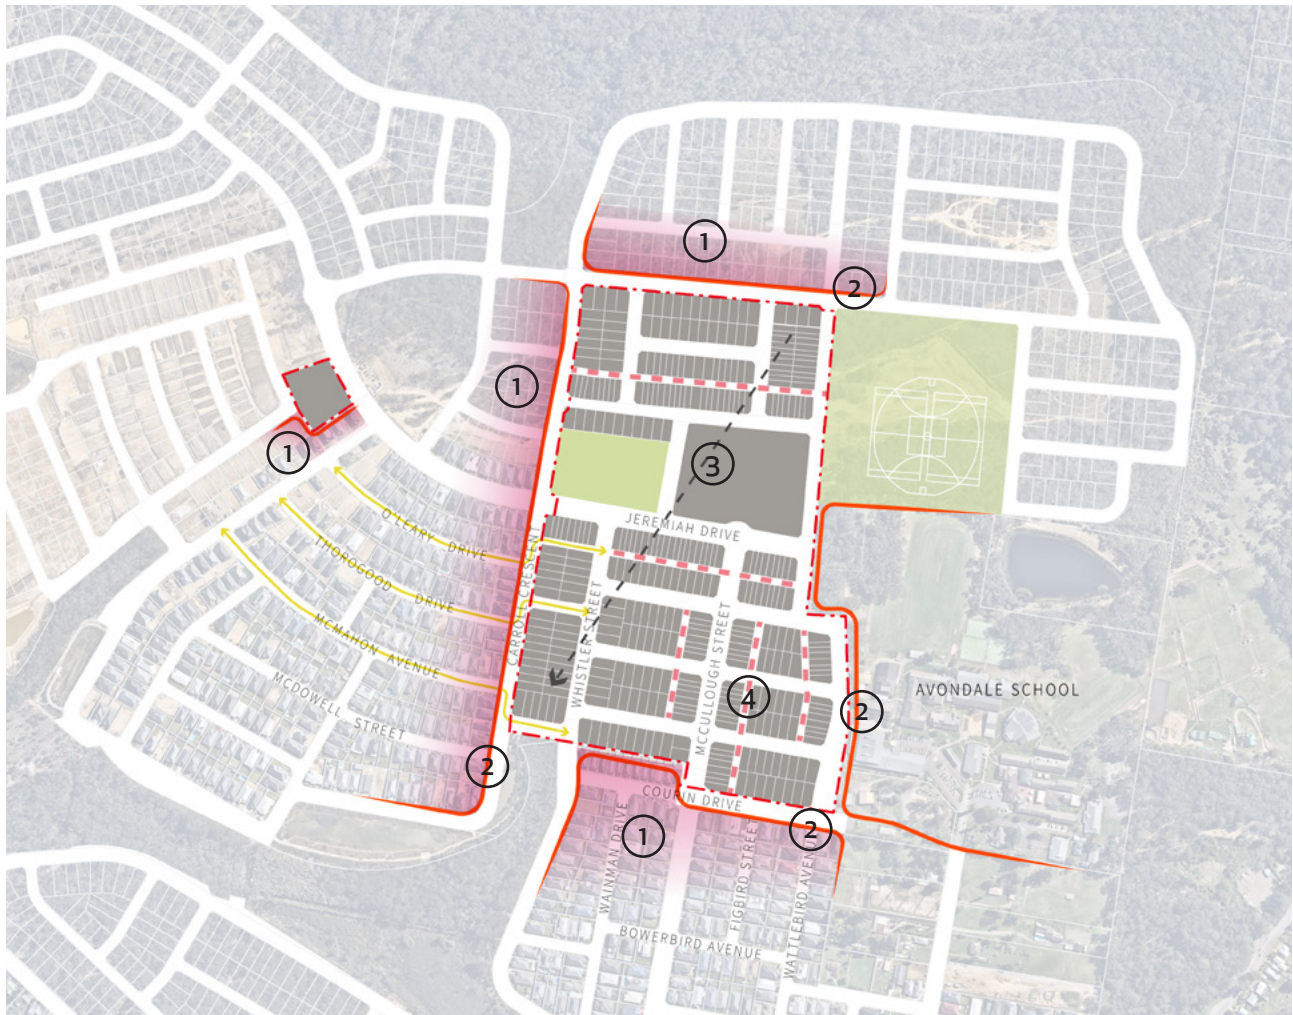 1
2
1
1
3
JEREMIAH DRIVE
O'LEARY DRIVE
THOROGOOD DRIVE
MCMAHON AVENUE
MCDOWELL STREET
CARROLL CRESCENT
WHISTLER STREET
MCCULLOUGH STREET
4
AVONDALE SCHOOL
2
2
COURIN DRIVE
1
2
WAINMAN DRIVE
FIGBIRD STREET
WATTLEBIRD AVENUE
BOWERBIRD AVENUE